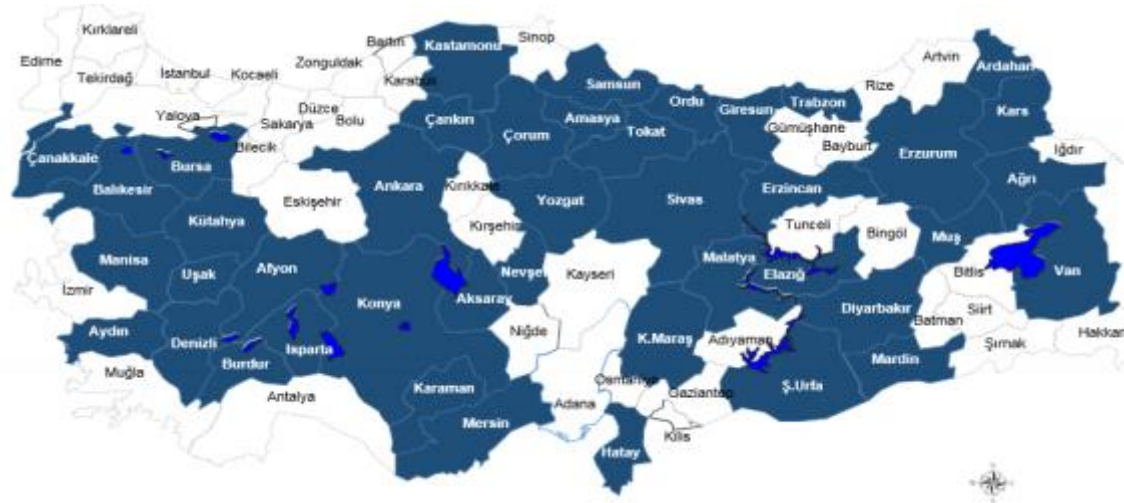 Kırklareli
Edirne
Tekirdağ
İstanbul
Kocaeli
Yalova
Zonguldak
Bartın
Karabük
Düzce
Sakarya
Bolu
Bilecik
Kastamonu
Sinop
Samsun
Ordu
Giresun
Trabzon
Rize
Artvin
Ardahan
Kars
Gümüşhane
Bayburt
Erzurum
Iğdır
Ağrı
Çanakkale
Bursa
Balıkesir
Kütahya
Eskişehir
Ankara
Çankırı
Çorum
Amasya
Tokat
Kırıkkale
Kırşehir
Yozgat
Sivas
Erzincan
Tunceli
Bingöl
Muş
Bitlis
Van
Manisa
Uşak
Afyon
İzmir
Aydın
Denizli
Burdur
Isparta
Konya
Aksaray
Nevşe
Kayseri
Niğde
Malatya
Elazığ
Diyarbakır
Batman
Siirt
Şırnak
Hakkari
Muğla
Antalya
Karaman
Mersin
Adana
Osmaniye
K.Maraş
Adıyaman
Gaziantep
Kilis
Hatay
Ş.Urfa
Mardin